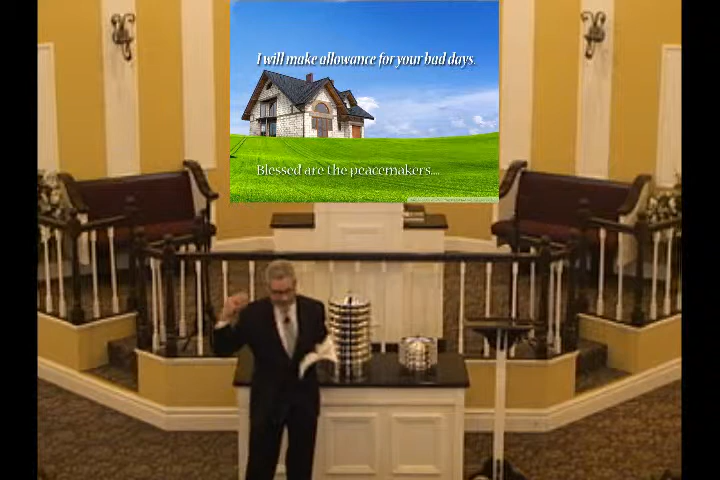 I will make allowance for your bad days.
Blessed are the peacemakers....